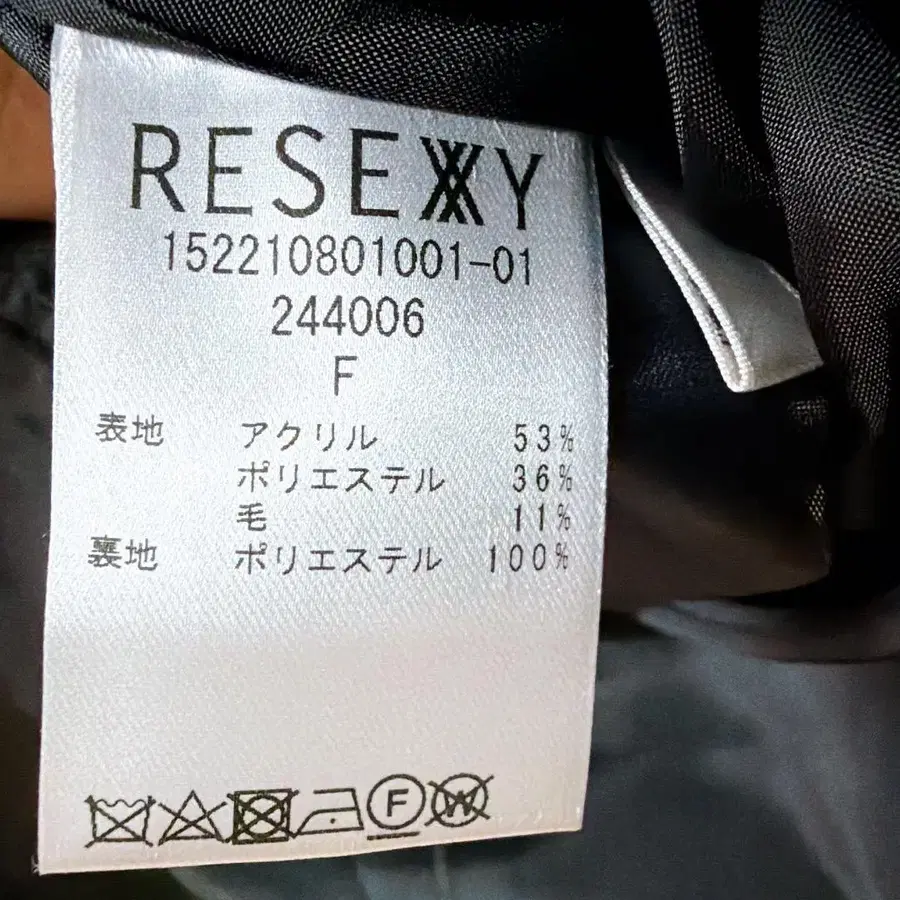 RESEXXY
152210801001-01
244006
F
表地 アクリル 53%
ポリエステル 36%
毛 11%
裏地 ポリエステル 100%
F W